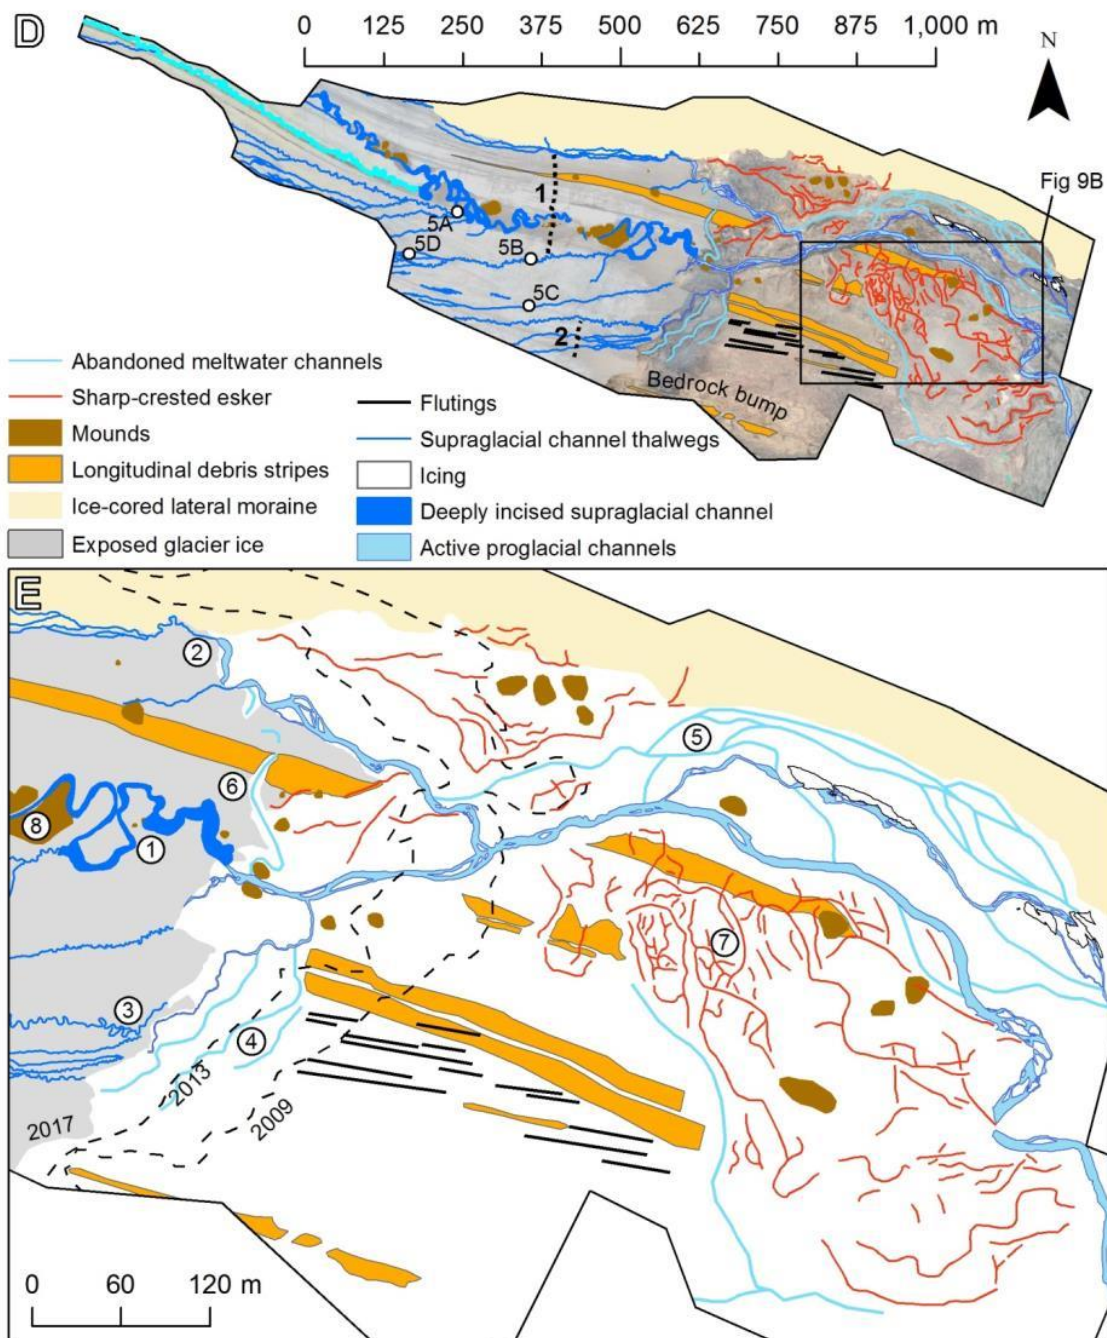 D
0 125 250 375 500 625 750 875 1,000 m
N
Fig 9B
1
5A
5D
5B
5C
2
Bedrock bump
Abandoned meltwater channels
Sharp-crested esker
Mounds
Longitudinal debris stripes
Ice-cored lateral moraine
Exposed glacier ice
Flutings
Supraglacial channel thalwegs
Icing
Deeply incised supraglacial channel
Active proglacial channels
E
2
5
6
8
1
7
3
4
2013
2009
2017
0 60 120 m